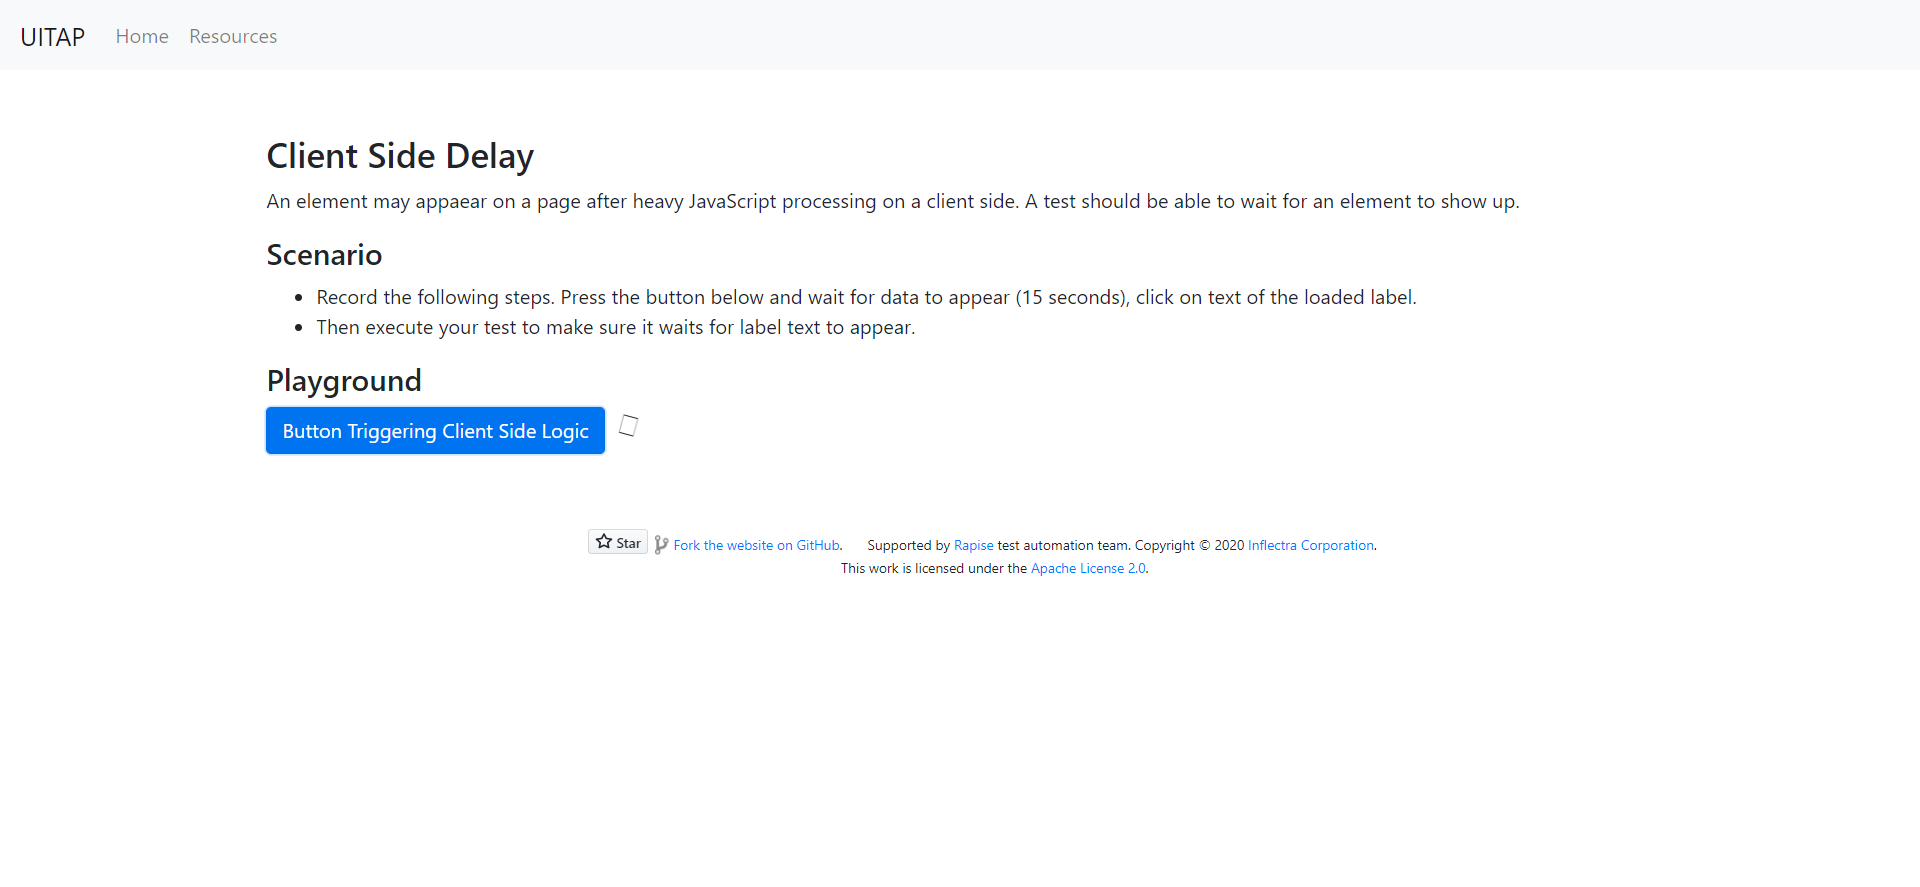 UITAP Home Resources
Client Side Delay
An element may appaear on a page after heavy JavaScript processing on a client side. A test should be able to wait for an element to show up.
Scenario
Record the following steps. Press the button below and wait for data to appear (15 seconds), click on text of the loaded label.
Then execute your test to make sure it waits for label text to appear.
Playground
Button Triggering Client Side Logic
Star Fork the website on GitHub. Supported by Rapise test automation team. Copyright © 2020 Inflectra Corporation.
This work is licensed under the Apache License 2.0.